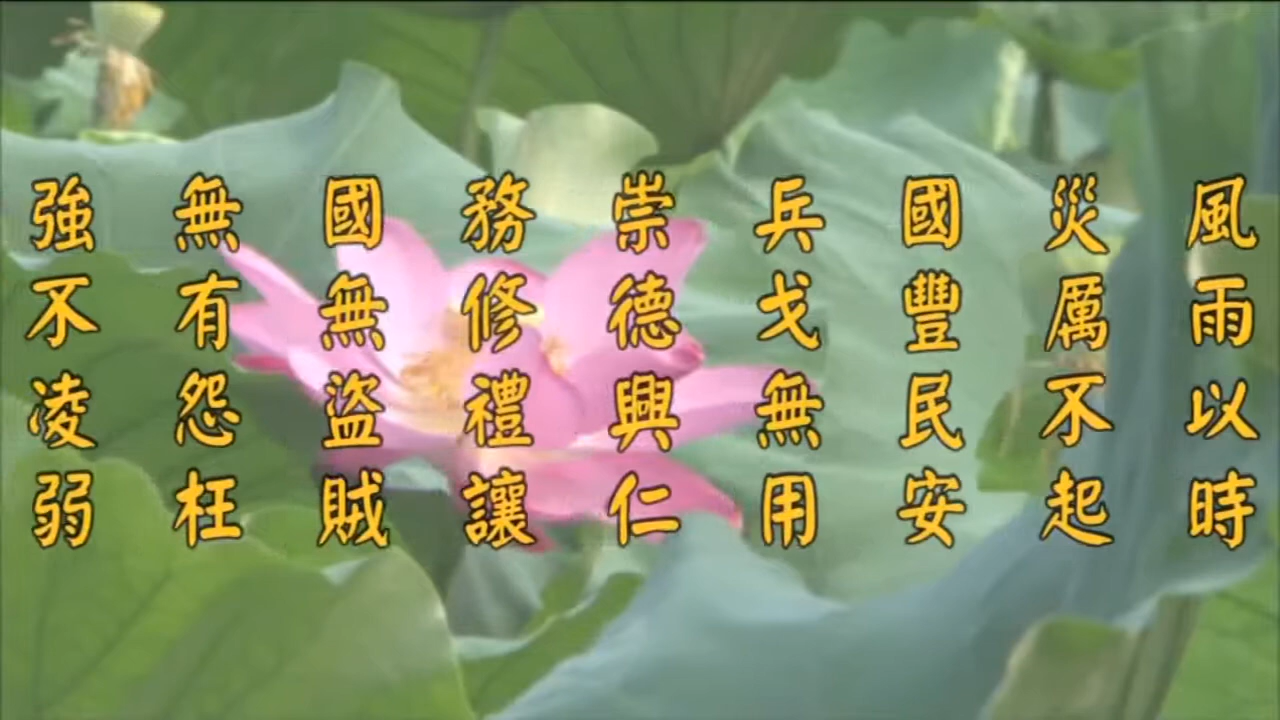 風雨以時
災厲不起
國豐民安
兵戈無用
崇德興仁
務修禮讓
國無盜賊
無有怨枉
強不凌弱